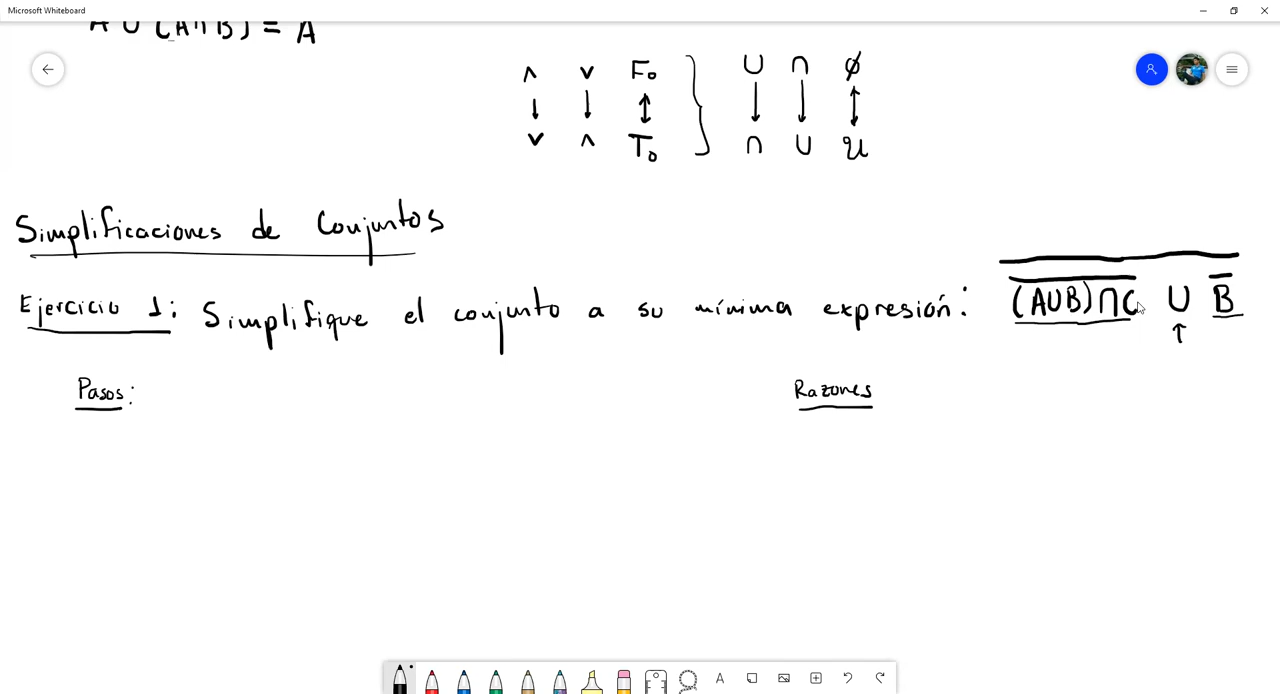 Microsoft Whiteboard
A ∪ (A∩B) = A
∧ ∨ F₀ ∪ ∩ ∅
∨ ∧ T₀ ∩ ∪ 𝒰
Simplificaciones de Conjuntos
Ejercicio 1: Simplifique el conjunto a su mínima expresión: (A∪B)∩C ∪ B
Pasos: Razones
A